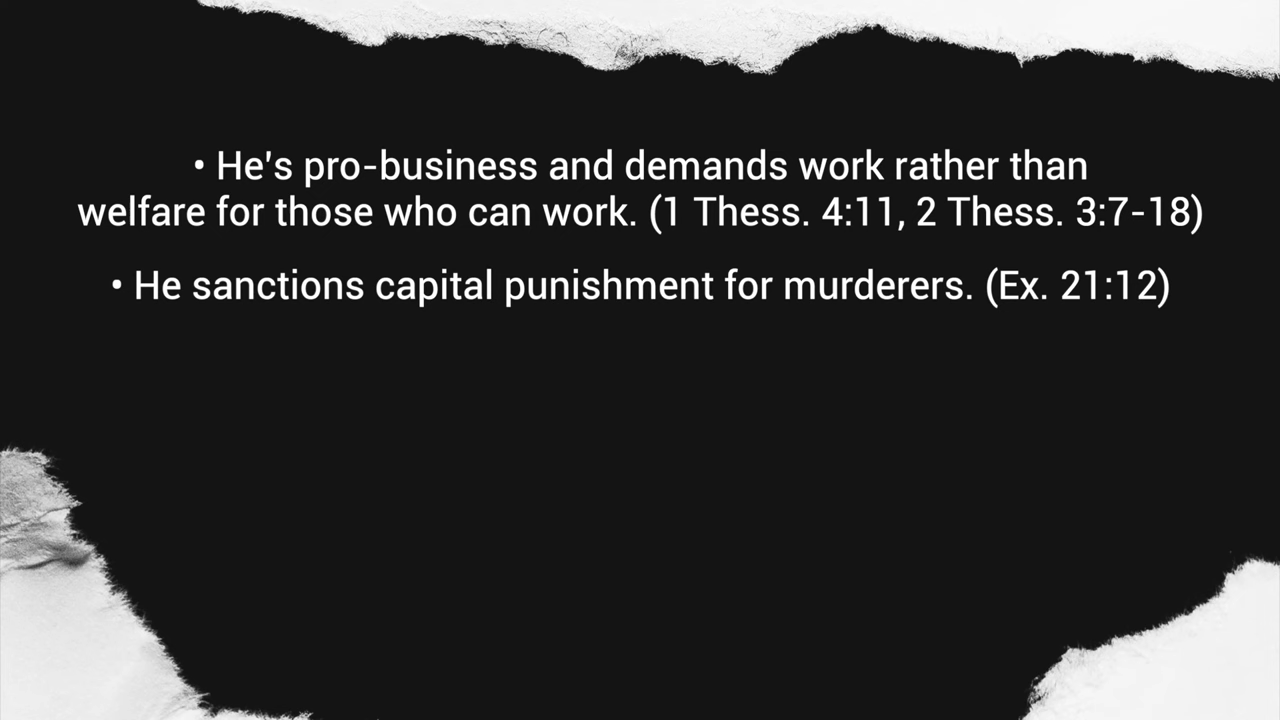 • He's pro-business and demands work rather than
welfare for those who can work. (1 Thess. 4:11, 2 Thess. 3:7-18)
• He sanctions capital punishment for murderers. (Ex. 21:12)